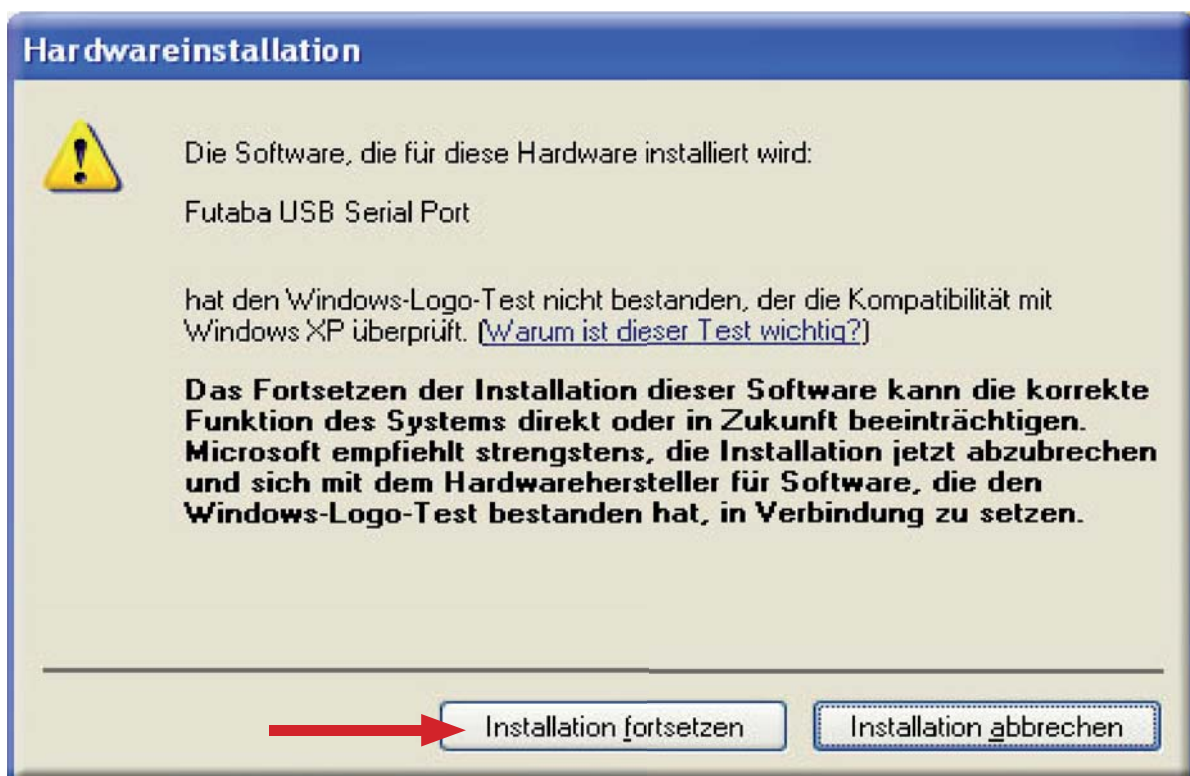 Hardwareinstallation
Die Software, die für diese Hardware installiert wird:
Futaba USB Serial Port
hat den Windows-Logo-Test nicht bestanden, der die Kompatibilität mit
Windows XP überprüft. (Warum ist dieser Test wichtig?)
Das Fortsetzen der Installation dieser Software kann die korrekte
Funktion des Systems direkt oder in Zukunft beeinträchtigen.
Microsoft empfiehlt strengstens, die Installation jetzt abzubrechen
und sich mit dem Hardwarehersteller für Software, die den
Windows-Logo-Test bestanden hat, in Verbindung zu setzen.
Installation fortsetzen Installation abbrechen